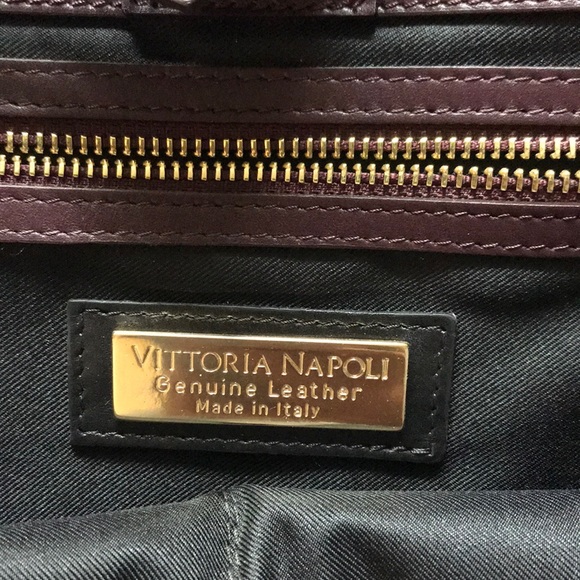 VITTORIA NAPOLI
Genuine Leather
Made in Italy